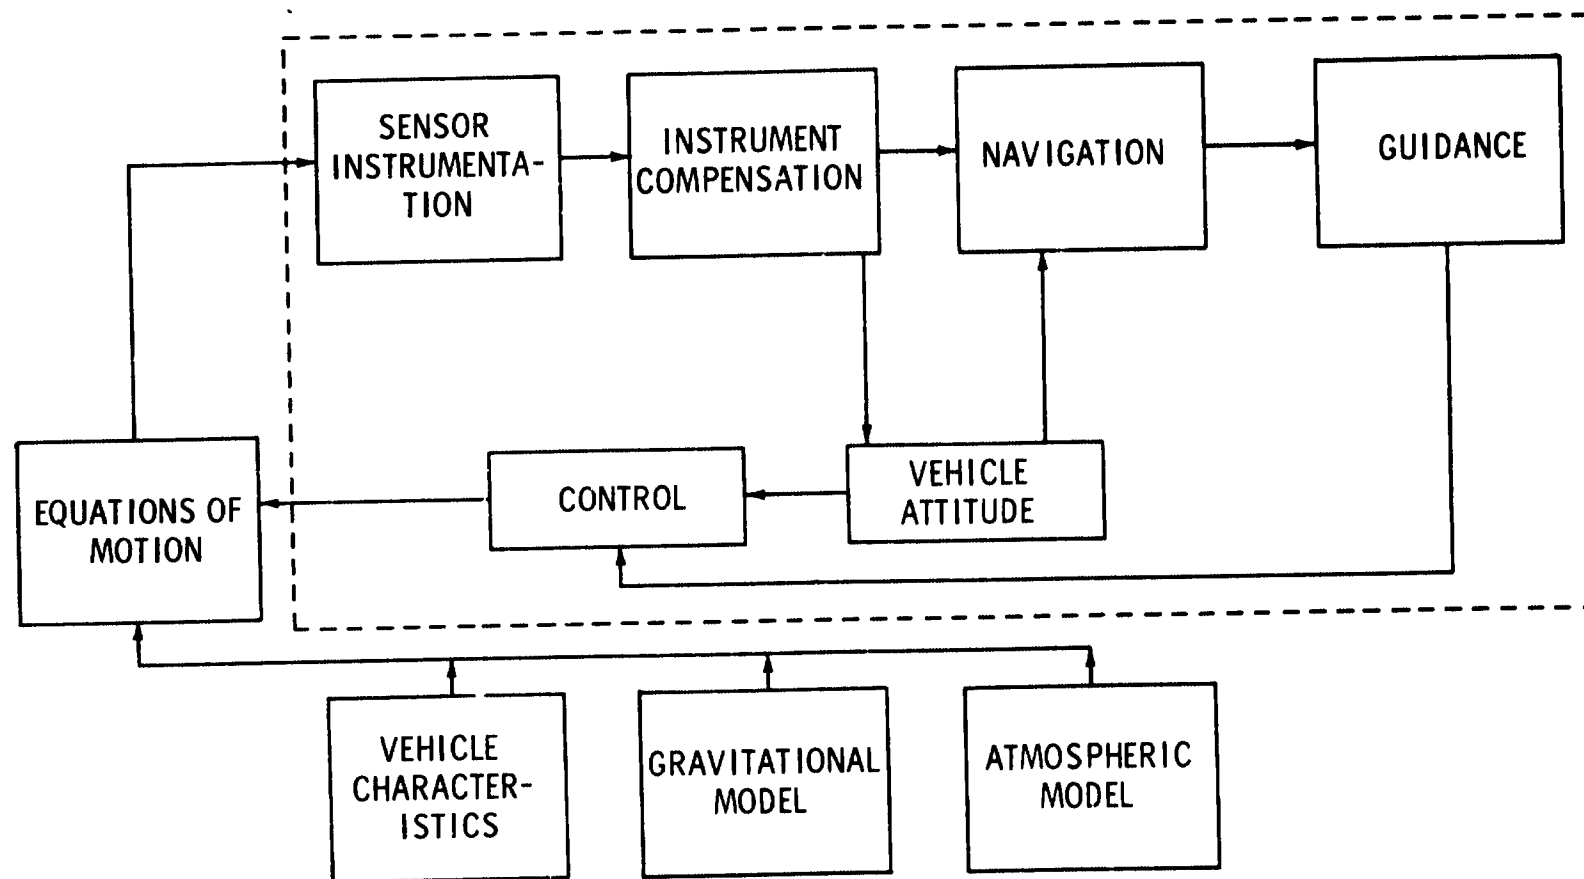 SENSOR
INSTRUMENTA-
TION
INSTRUMENT
COMPENSATION
NAVIGATION
GUIDANCE
EQUATIONS OF
MOTION
CONTROL
VEHICLE
ATTITUDE
VEHICLE
CHARACTER-
ISTICS
GRAVITATIONAL
MODEL
ATMOSPHERIC
MODEL